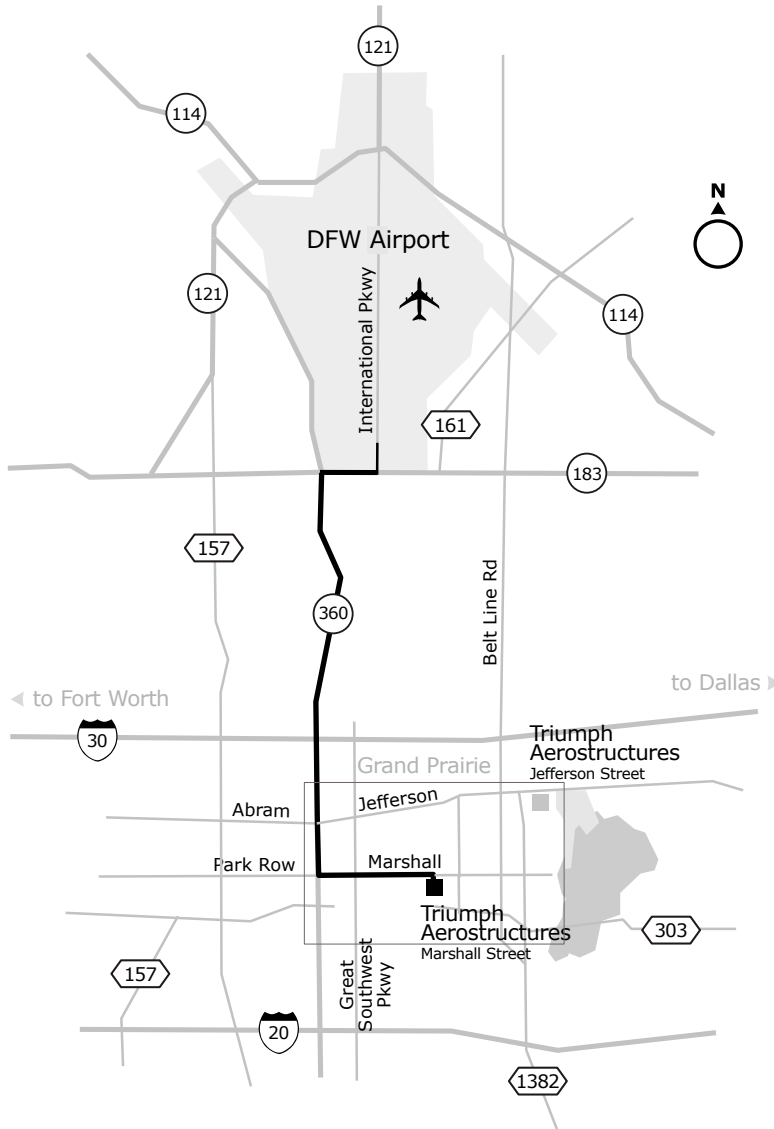 121
114
N
DFW Airport
121
International Pkwy
114
161
183
157
360
Belt Line Rd
to Fort Worth
to Dallas
30
Triumph
Aerostructures
Jefferson Street
Grand Prairie
Jefferson
Abram
Park Row
Marshall
Triumph
Aerostructures
Marshall Street
303
157
Great
Southwest
Pkwy
20
1382